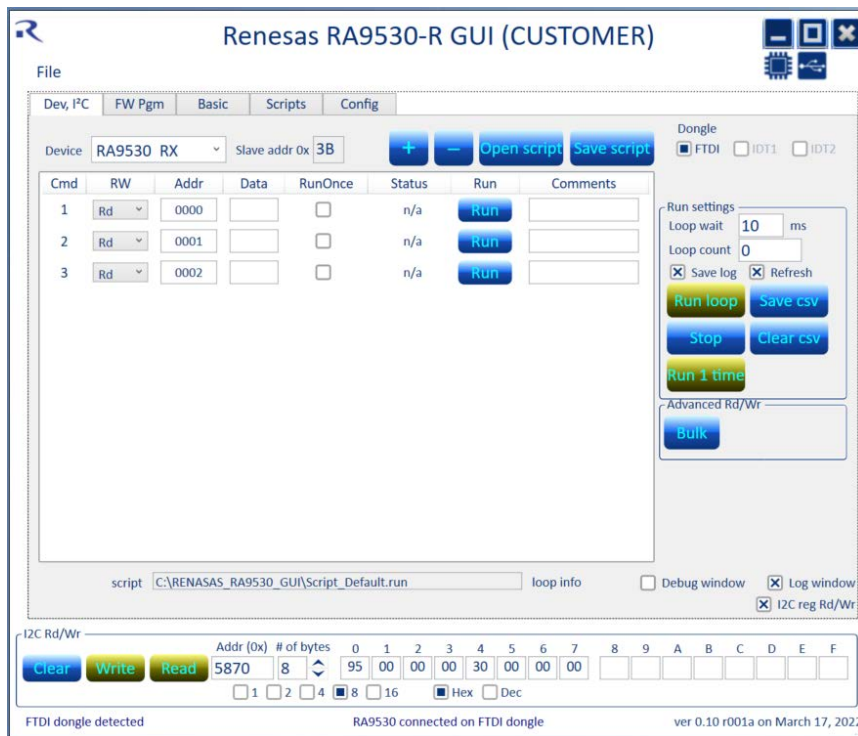 Renesas RA9530-R GUI (CUSTOMER)
File
Dev, I²C FW Pgm Basic Scripts Config
Device RA9530 RX Slave addr 0x 3B + − Open script Save script
Dongle
FTDI IDT1 IDT2
Cmd RW Addr Data RunOnce Status Run Comments
1 Rd 0000 n/a Run
2 Rd 0001 n/a Run
3 Rd 0002 n/a Run
Run settings
Loop wait 10 ms
Loop count 0
Save log Refresh
Run loop Save csv
Stop Clear csv
Run 1 time
Advanced Rd/Wr
Bulk
script C:\RENASAS_RA9530_GUI\Script_Default.run loop info Debug window Log window
I2C reg Rd/Wr
I2C Rd/Wr
Addr (0x) # of bytes 0 1 2 3 4 5 6 7 8 9 A B C D E F
Clear Write Read 5870 8 95 00 00 00 30 00 00 00
1 2 4 8 16 Hex Dec
FTDI dongle detected RA9530 connected on FTDI dongle ver 0.10 r001a on March 17, 2022